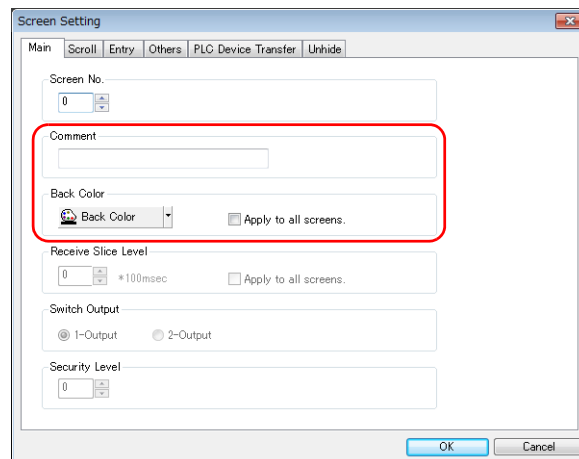 Screen Setting
Main Scroll Entry Others PLC Device Transfer Unhide
Screen No.
0
Comment
Back Color
Back Color Apply to all screens.
Receive Slice Level
0 *100msec Apply to all screens.
Switch Output
1-Output 2-Output
Security Level
0
OK Cancel